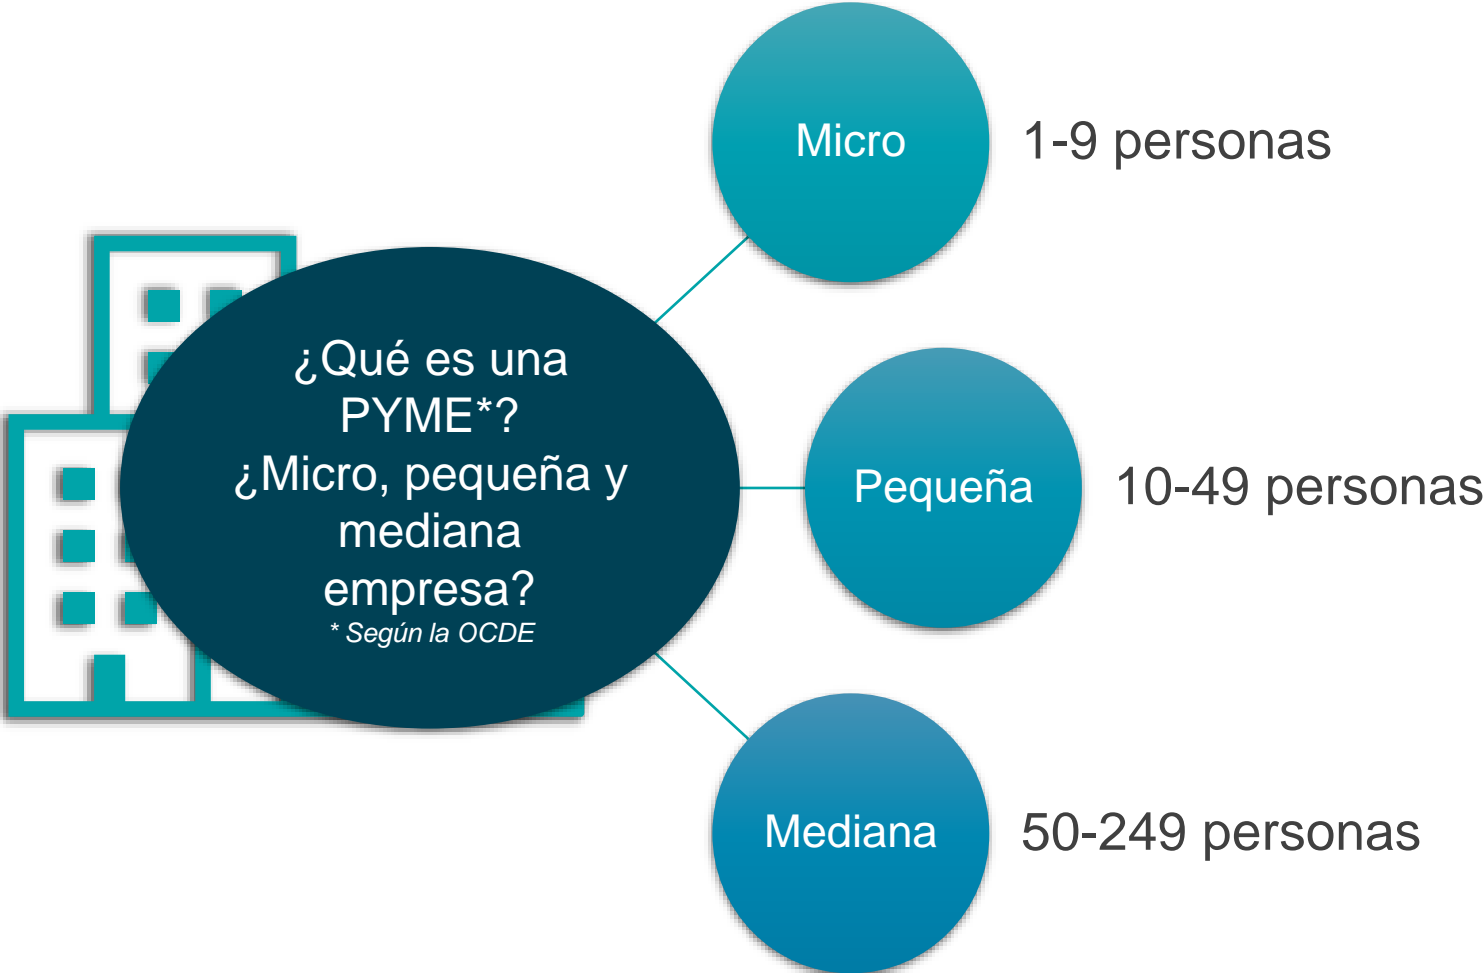 ¿Qué es una
PYME*?
¿Micro, pequeña y
mediana
empresa?
* Según la OCDE
Micro
1-9 personas
Pequeña
10-49 personas
Mediana
50-249 personas